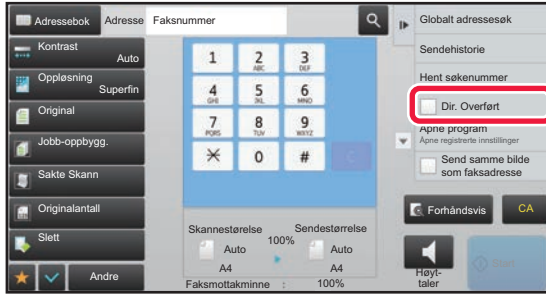 Adressebok
Adresse
Faksnummer
Kontrast
Auto
Oppløsning
Superfin
Original
Jobb-oppbygg.
Sakte Skann
Originalantall
Slett
Andre
1
2
ABC
3
DEF
4
GHI
5
JKL
6
MNO
7
PQRS
8
TUV
9
WXYZ
0
#
C
Skannestørelse
Sendestørrelse
100%
Auto
Auto
A4
A4
Faksmottakminne : 100%
Globalt adressesøk
Sendehistorie
Hent søkenummer
Dir. Overført
Åpne program
Åpne registrerte innstillinger
Send samme bilde
som faksadresse
Forhåndsvis
CA
Høyt-
taler
Start